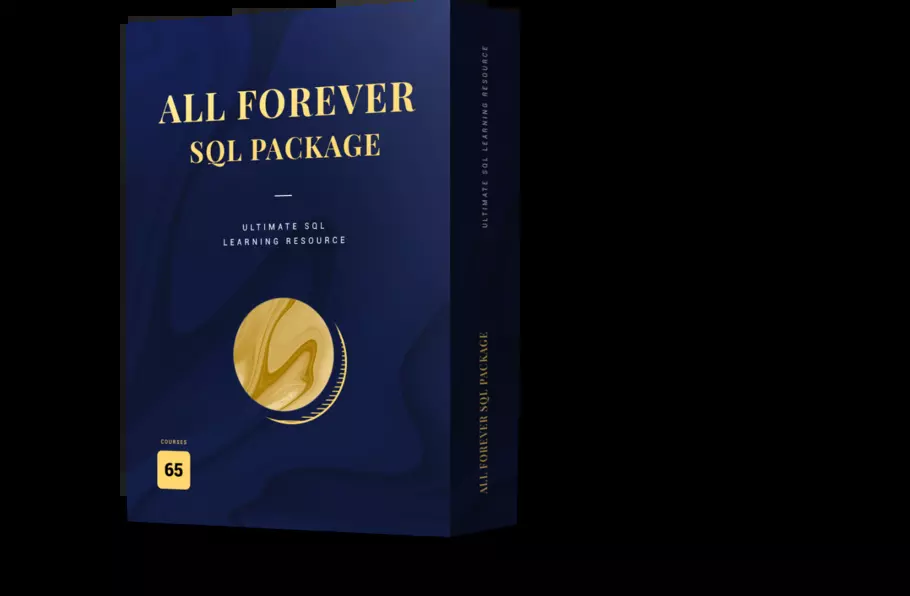 ALL FOREVER
SQL PACKAGE
ULTIMATE SQL
LEARNING RESOURCE
COURSES
65
ULTIMATE SQL LEARNING RESOURCE
ALL FOREVER SQL PACKAGE